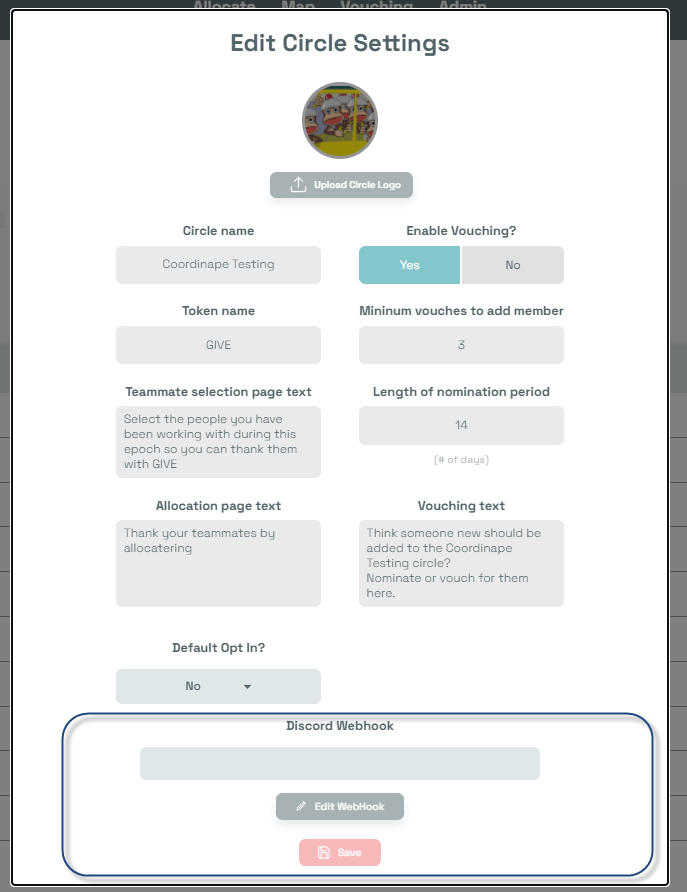 Allocate Map Vouching Admin
Edit Circle Settings
Upload Circle Logo
Circle name
Coordinape Testing
Enable Vouching?
Yes No
Token name
GIVE
Mininum vouches to add member
3
Teammate selection page text
Select the people you have
been working with during this
epoch so you can thank them
with GIVE
Length of nomination period
14
(# of days)
Allocation page text
Thank your teammates by
allocatering
Vouching text
Think someone new should be
added to the Coordinape
Testing circle?
Nominate or vouch for them
here.
Default Opt In?
No
Discord Webhook
Edit WebHook
Save